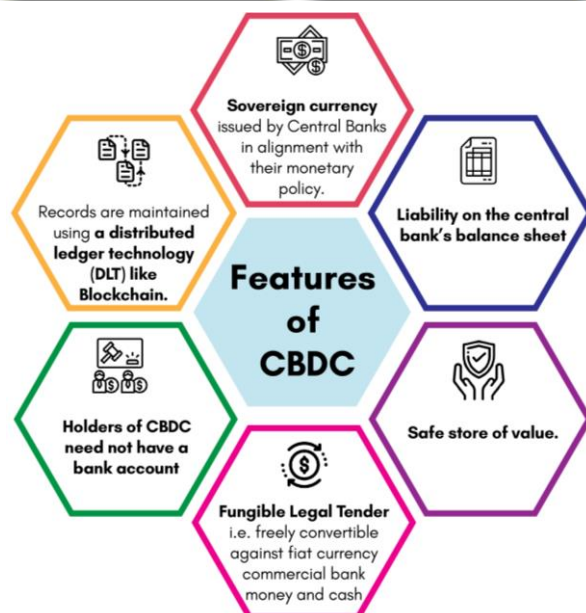 Sovereign currency
issued by Central Banks
in alignment with
their monetary
policy.
Records are maintained
using a distributed
ledger technology
(DLT) like
Blockchain.
Liability on the central
bank's balance sheet
Features
of
CBDC
Holders of CBDC
need not have a
bank account
Safe store of value.
Fungible Legal Tender
i.e. freely convertible
against fiat currency
commercial bank
money and cash